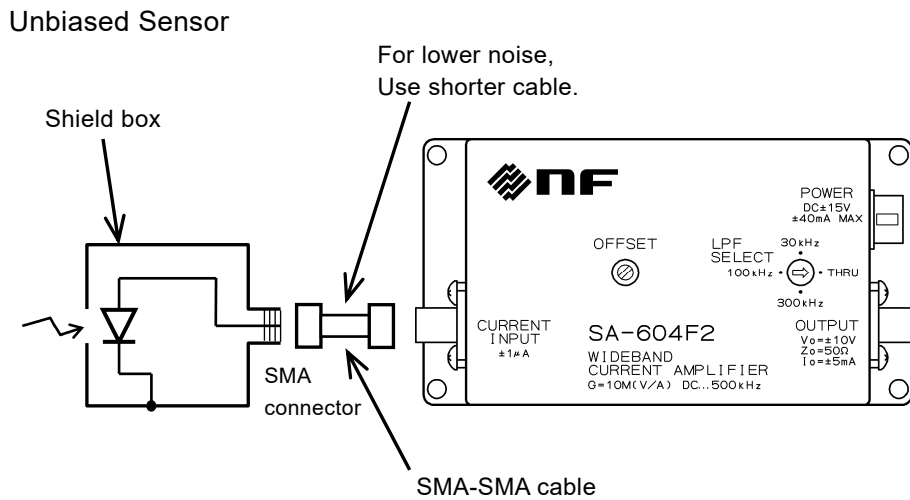 Unbiased Sensor
For lower noise,
Use shorter cable.
Shield box
NF
POWER
DC±15V
±40mA MAX
OFFSET
LPF
SELECT
30kHz
100kHz
THRU
300kHz
CURRENT
INPUT
±1μA
SA-604F2
WIDEBAND
CURRENT AMPLIFIER
G=10M(V/A) DC...500kHz
OUTPUT
Vo=±10V
Zo=50Ω
Io=±5mA
SMA
connector
SMA-SMA cable